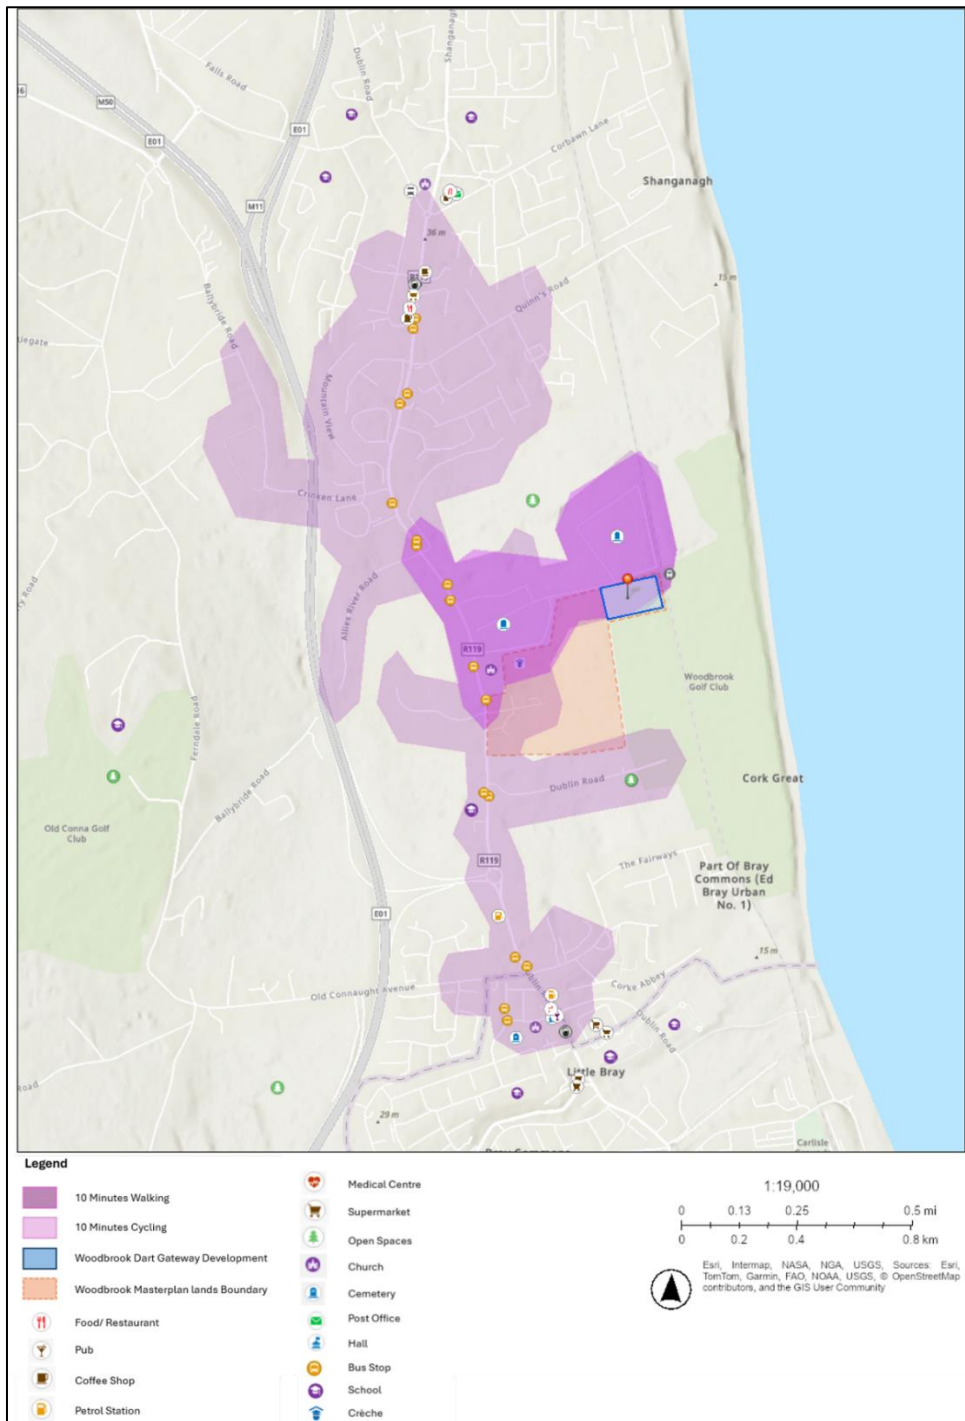 Falls Road
Dublin Road
Shanganagh
M50
E01
E01
Corbawn Lane
Shanganagh
M11
36 m
15 m
Quinn's Road
Ballybride Road
Mountain View
Crinken Lane
Allies River Road
R119
Woodbrook
Golf Club
Ferndale Road
Cork Great
Dublin Road
Ballybride Road
Old Conna Golf
Club
The Fairways
R119
Part Of Bray
Commons (Ed
Bray Urban
No. 1)
E01
15 m
Old Connaught Avenue
Corke Abbey
Dublin
Dublin Road
Little Bray
Road
29 m
Carlisle
Legend
10 Minutes Walking
10 Minutes Cycling
Woodbrook Dart Gateway Development
Woodbrook Masterplan lands Boundary
Food/ Restaurant
Pub
Coffee Shop
Petrol Station
Medical Centre
Supermarket
Open Spaces
Church
Cemetery
Post Office
Hall
Bus Stop
School
Crèche
1:19,000
0 0.13 0.25 0.5 mi
0 0.2 0.4 0.8 km
Esri, Intermap, NASA, NGA, USGS, Sources: Esri,
TomTom, Garmin, FAO, NOAA, USGS, © OpenStreetMap
contributors, and the GIS User Community